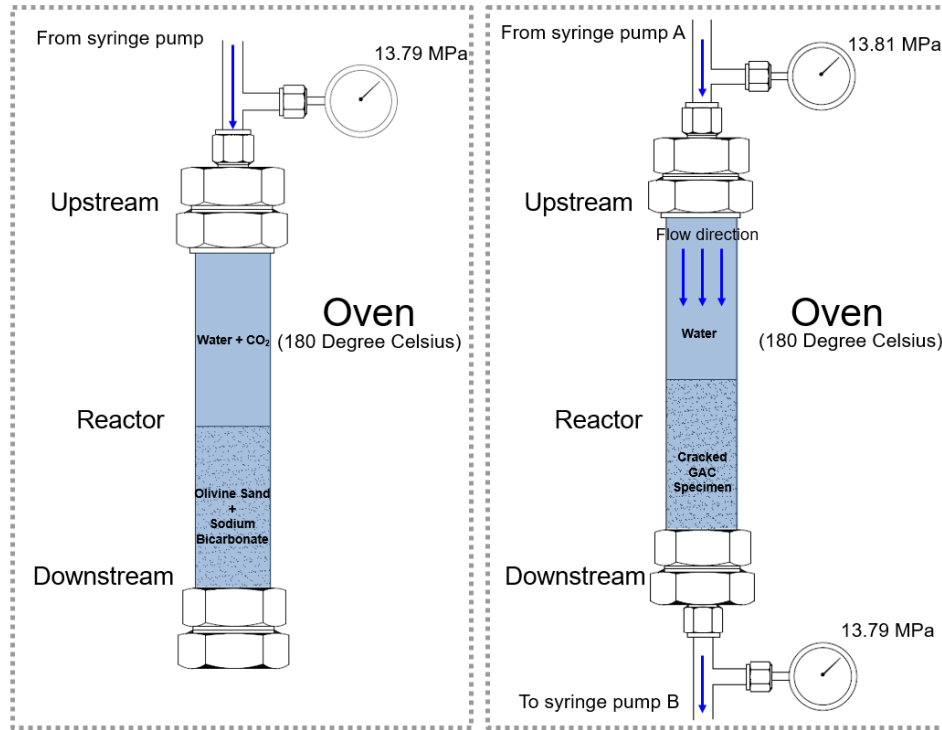 From syringe pump
13.79 MPa
Upstream
Water + CO₂
Oven
(180 Degree Celsius)
Reactor
Olivine Sand
+
Sodium
Bicarbonate
Downstream
From syringe pump A
13.81 MPa
Upstream
Flow direction
Water
Oven
(180 Degree Celsius)
Reactor
Cracked
GAC
Specimen
Downstream
13.79 MPa
To syringe pump B